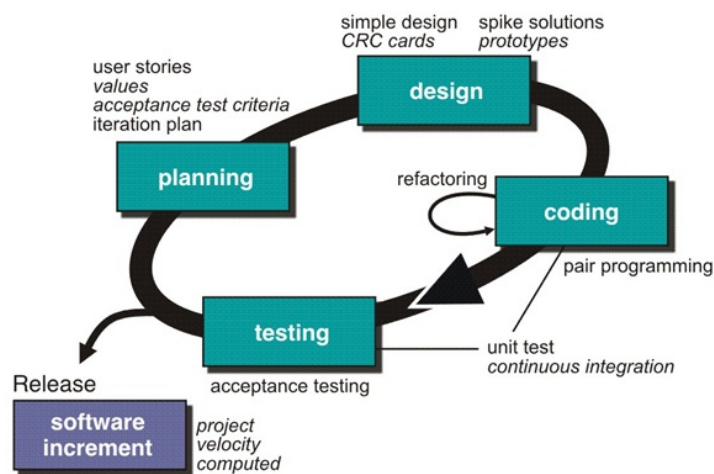 simple design
CRC cards
spike solutions
prototypes
user stories
values
acceptance test criteria
iteration plan
design
planning
refactoring
coding
pair programming
testing
unit test
continuous integration
acceptance testing
Release
software
increment
project
velocity
computed